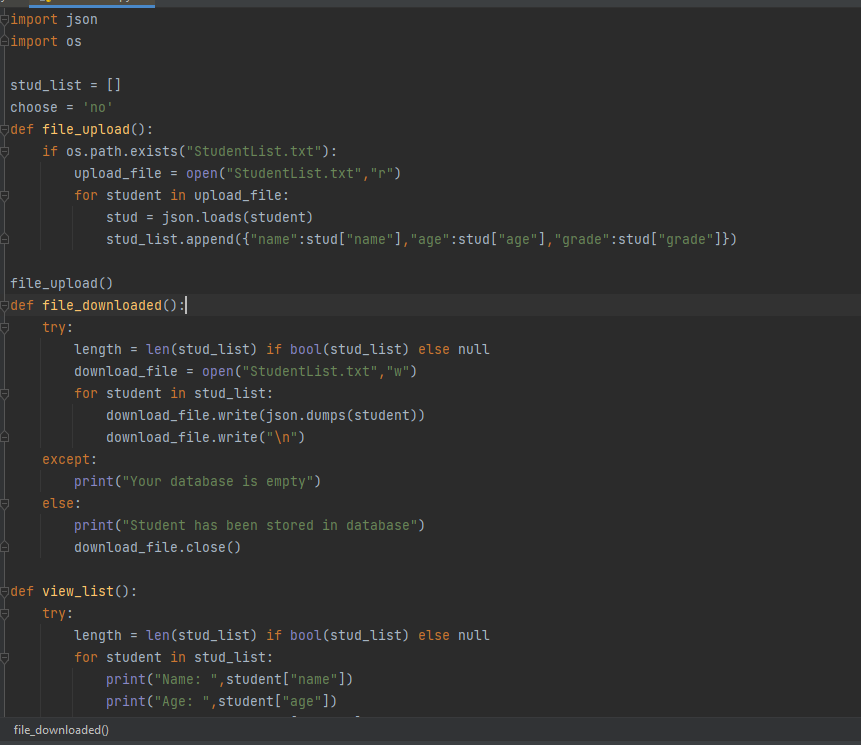 import json
import os
stud_list = []
choose = 'no'
def file_upload():
    if os.path.exists("StudentList.txt"):
        upload_file = open("StudentList.txt","r")
        for student in upload_file:
            stud = json.loads(student)
            stud_list.append({"name":stud["name"],"age":stud["age"],"grade":stud["grade"]})
file_upload()
def file_downloaded():
    try:
        length = len(stud_list) if bool(stud_list) else null
        download_file = open("StudentList.txt","w")
        for student in stud_list:
            download_file.write(json.dumps(student))
            download_file.write("\n")
    except:
        print("Your database is empty")
    else:
        print("Student has been stored in database")
        download_file.close()
def view_list():
    try:
        length = len(stud_list) if bool(stud_list) else null
        for student in stud_list:
            print("Name: ",student["name"])
            print("Age: ",student["age"])
file_downloaded()